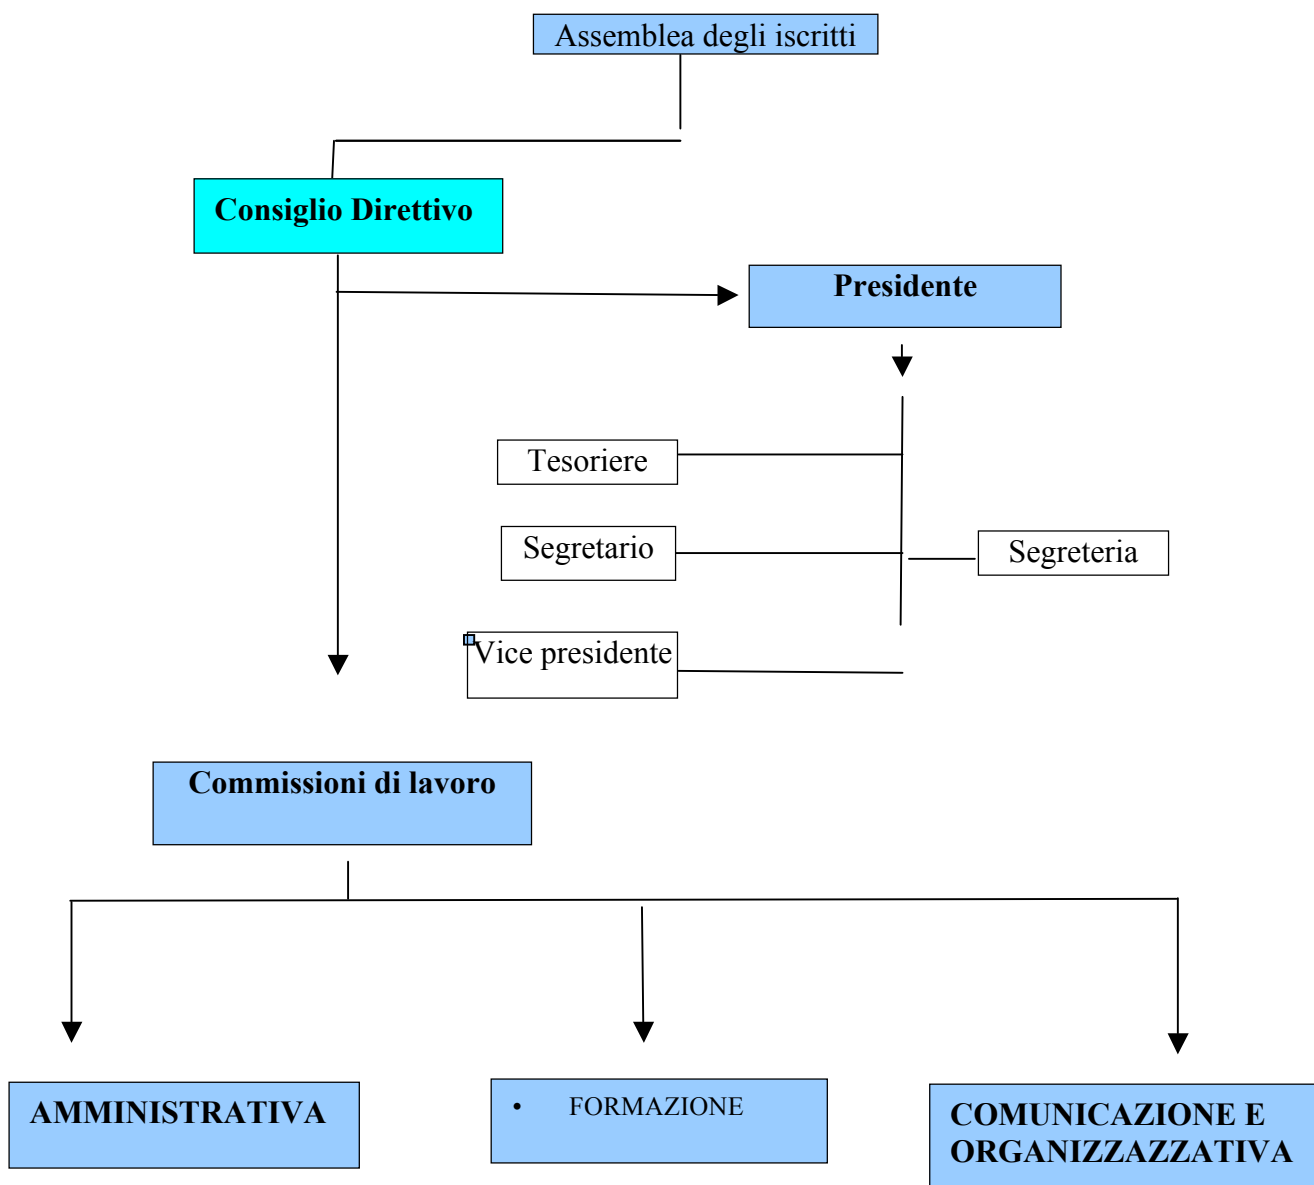 Assemblea degli iscritti
Consiglio Direttivo
Presidente
Tesoriere
Segretario
Segreteria
Vice presidente
Commissioni di lavoro
AMMINISTRATIVA
• FORMAZIONE
COMUNICAZIONE E
ORGANIZZAZZATIVA